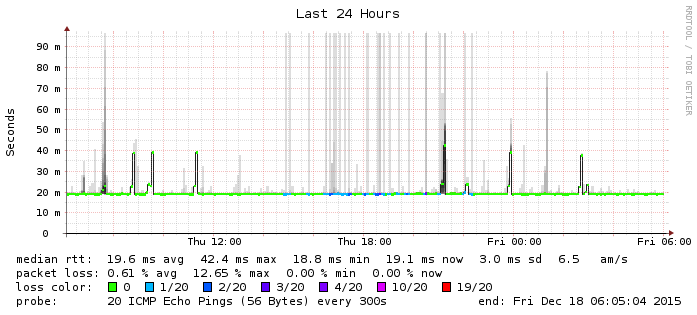 Last 24 Hours
RRDTOOL / TOBI OETIKER
Seconds
90 m
80 m
70 m
60 m
50 m
40 m
30 m
20 m
10 m
0
Thu 12:00 Thu 18:00 Fri 00:00 Fri 06:00
median rtt: 19.6 ms avg 42.4 ms max 18.8 ms min 19.1 ms now 3.0 ms sd 6.5 am/s
packet loss: 0.61 % avg 12.65 % max 0.00 % min 0.00 % now
loss color: 0 1/20 2/20 3/20 4/20 10/20 19/20
probe: 20 ICMP Echo Pings (56 Bytes) every 300s end: Fri Dec 18 06:05:04 2015